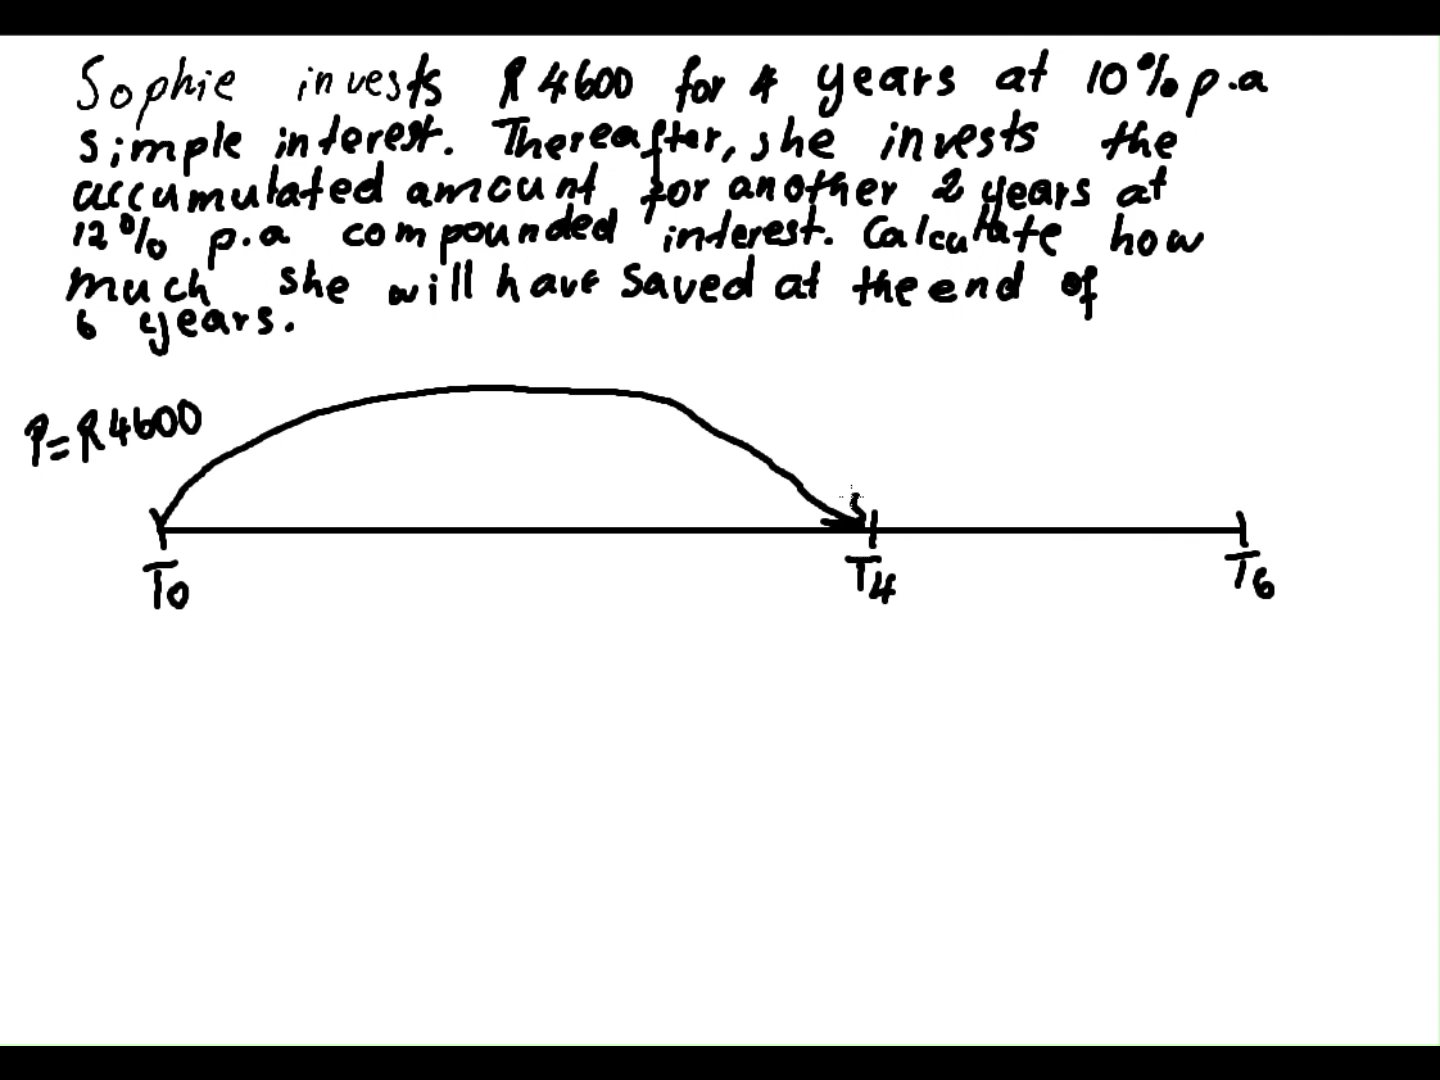 Sophie invests R4600 for 4 years at 10% p.a
simple interest. Thereafter, she invests the
accumulated amount for another 2 years at
12% p.a compounded interest. Calculate how
much she will have saved at the end of
6 years.
P=R4600
T0 T4 T6